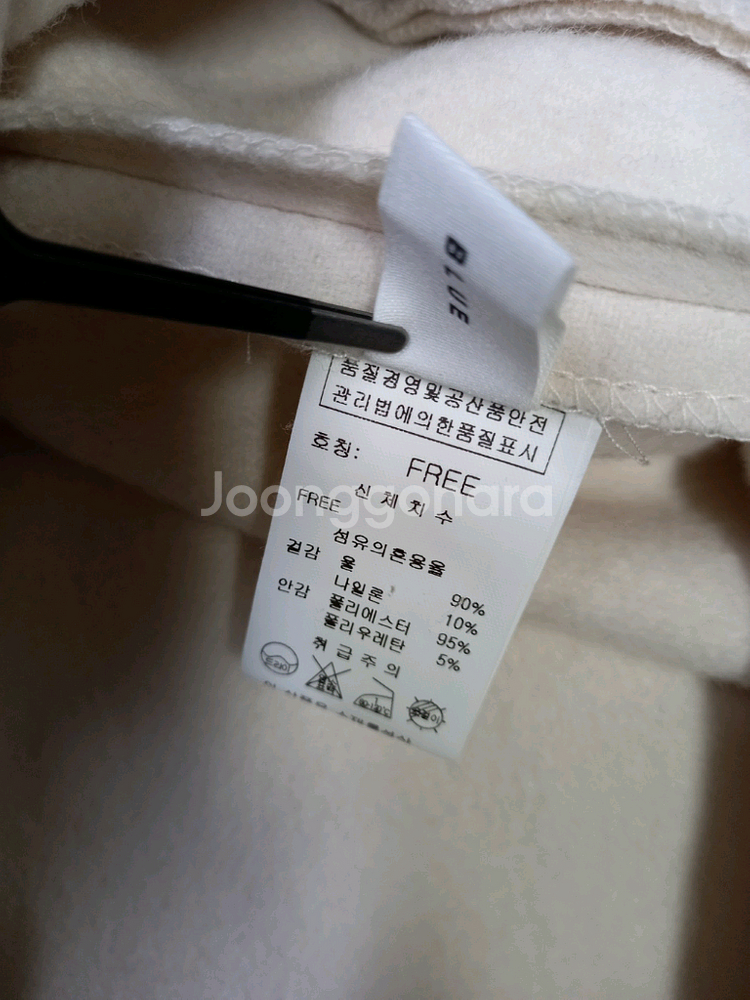 BLUE
품질경영및공산품안전
관리법에의한품질표시
호칭: FREE
신체치수
FREE
섬유의혼용율
겉감 울 90%
나일론 10%
안감 폴리에스터 95%
폴리우레탄 5%
취급주의
드라이
Joonggonara